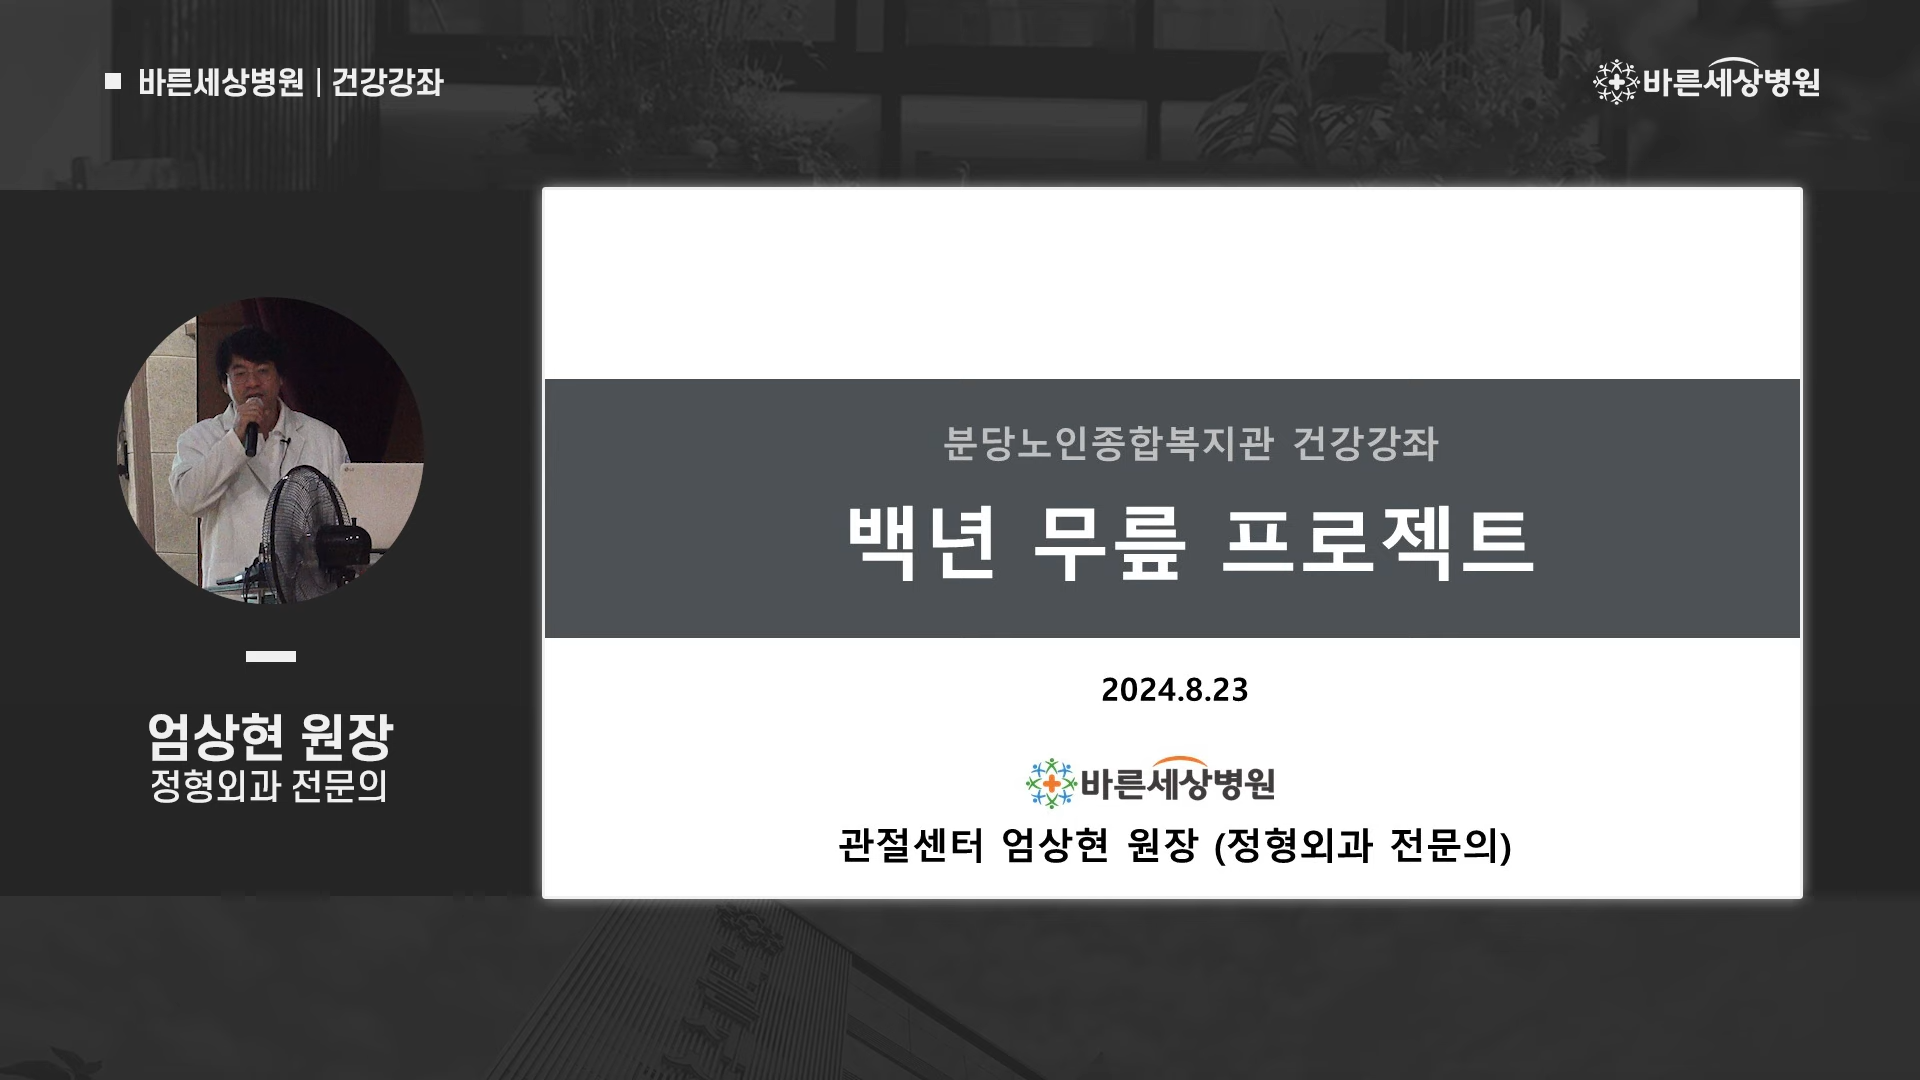 바른세상병원 | 건강강좌
바른세상병원
분당노인종합복지관 건강강좌
백년 무릎 프로젝트
2024.8.23
바른세상병원
관절센터 엄상현 원장 (정형외과 전문의)
엄상현 원장
정형외과 전문의